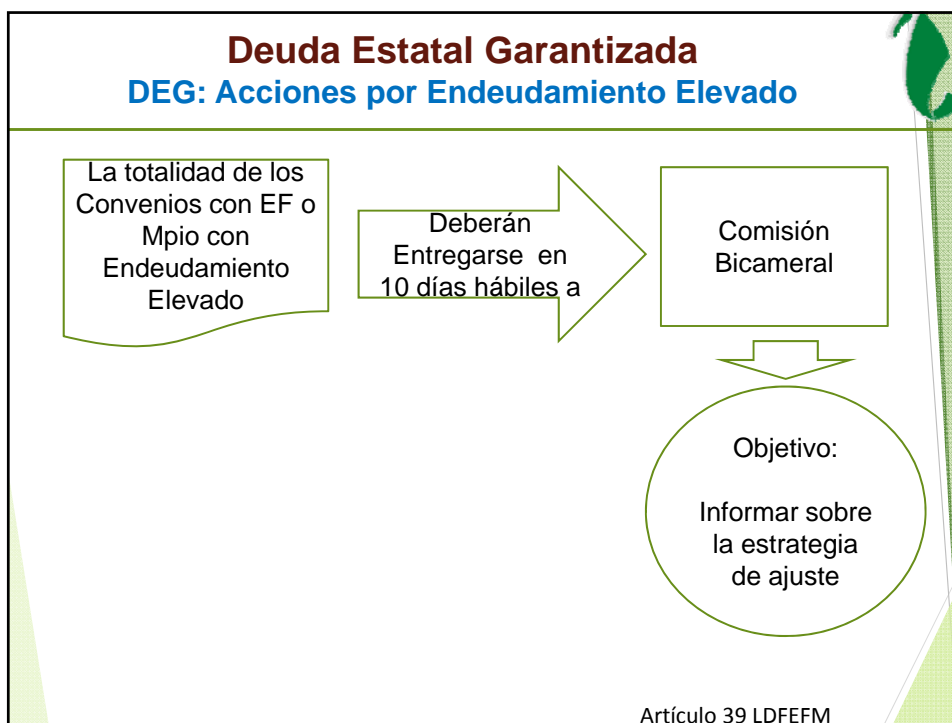 Deuda Estatal Garantizada
DEG: Acciones por Endeudamiento Elevado
La totalidad de los
Convenios con EF o
Mpio con
Endeudamiento
Elevado
Deberán
Entregarse en
10 días hábiles a
Comisión
Bicameral
Objetivo:
Informar sobre
la estrategia
de ajuste
Artículo 39 LDFEFM